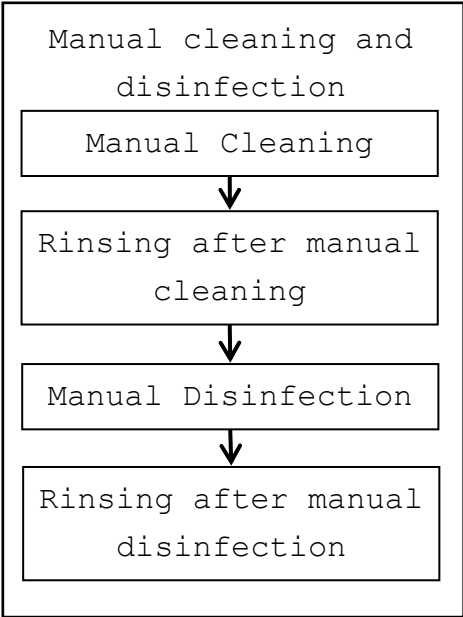 Manual cleaning and
disinfection
Manual Cleaning
Rinsing after manual
cleaning
Manual Disinfection
Rinsing after manual
disinfection